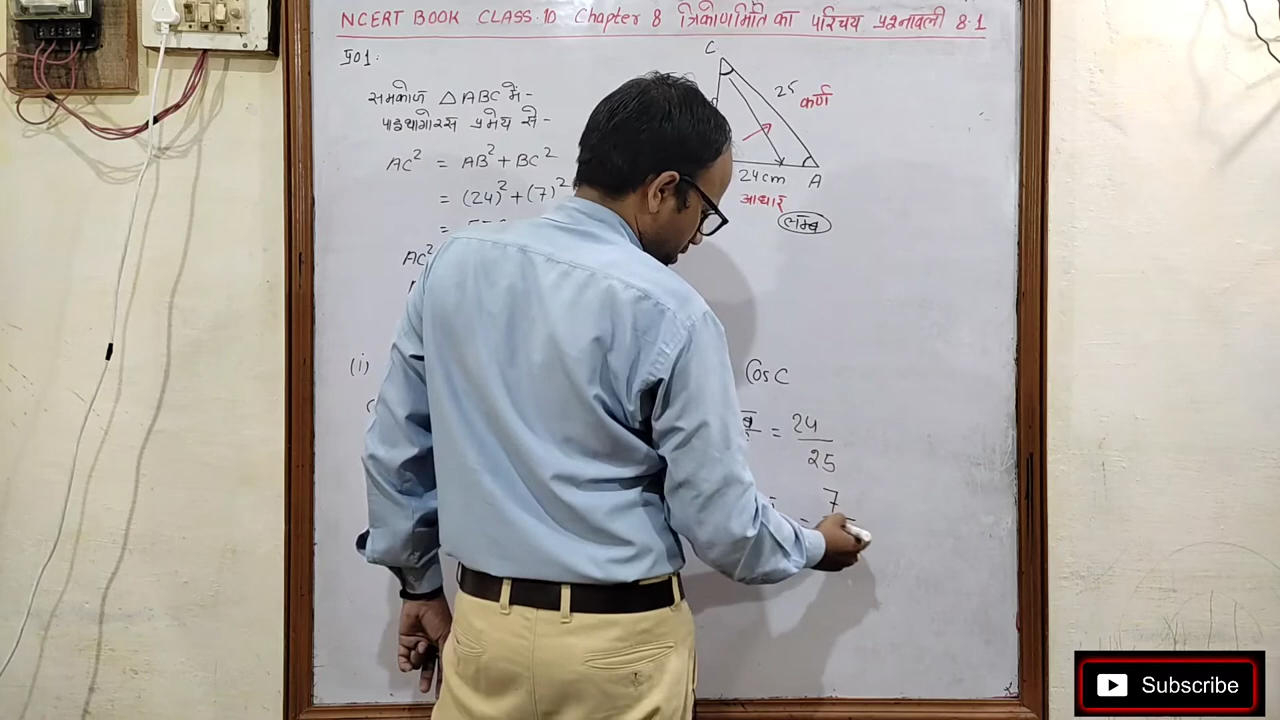 NCERT BOOK CLASS 10 Chapter 8 त्रिकोणमिति का परिचय प्रश्नावली 8.1
प्र01:
समकोण △ABC में-
पाइथागोरस प्रमेय से-
AC² = AB² + BC²
= (24)² + (7)²
=
AC²
C
25
कर्ण
24cm
A
आधार
लम्ब
(i)
Cos C
= 24/25
= 7
Subscribe